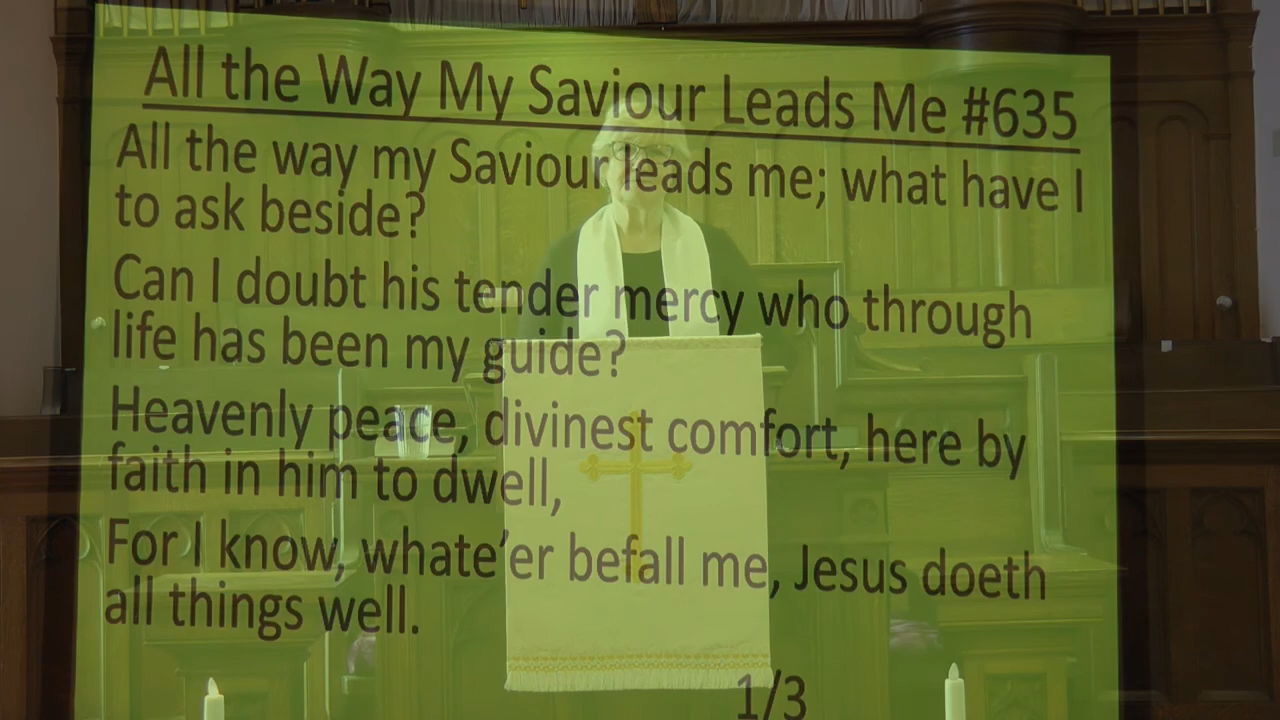 All the Way My Saviour Leads Me #635
All the way my Saviour leads me; what have I
to ask beside?
Can I doubt his tender mercy who through
life has been my guide?
Heavenly peace, divinest comfort, here by
faith in him to dwell,
For I know, whate'er befall me, Jesus doeth
all things well.
1/3